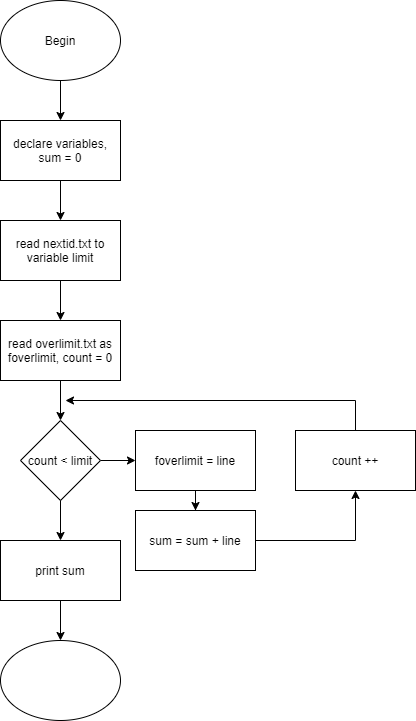 Begin
declare variables,
sum = 0
read nextid.txt to
variable limit
read overlimit.txt as
foverlimit, count = 0
count < limit
foverlimit = line
count ++
sum = sum + line
print sum